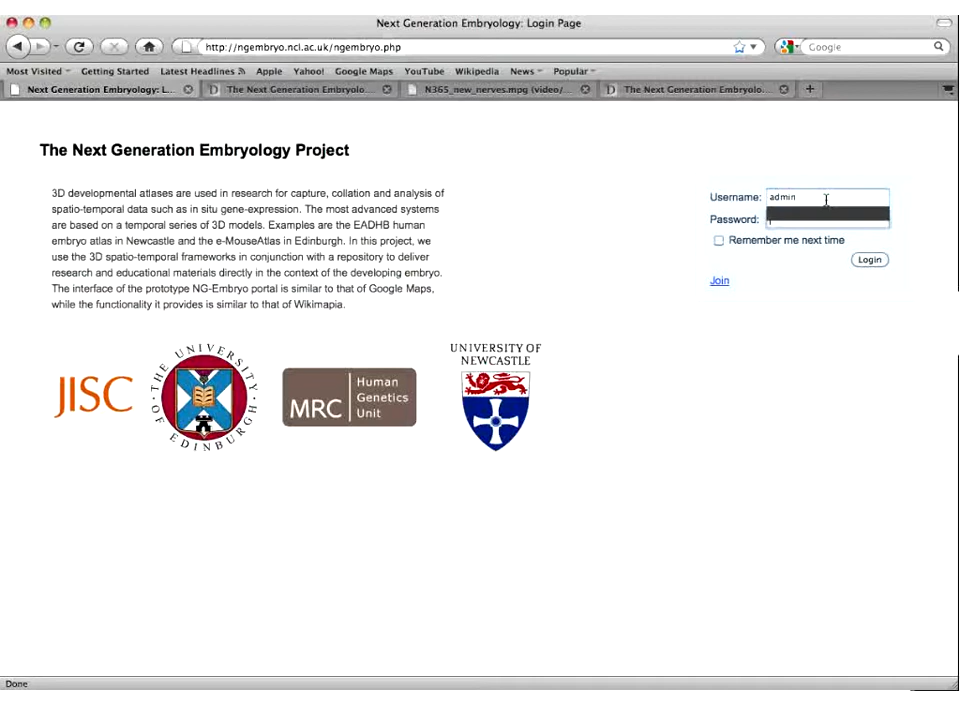 Next Generation Embryology: Login Page
http://ngembryo.ncl.ac.uk/ngembryo.php
Google
Most Visited Getting Started Latest Headlines Apple Yahoo! Google Maps YouTube Wikipedia News Popular
Next Generation Embryology: L... The Next Generation Embryolo... N365_new_nerves.mpg (video/... The Next Generation Embryolo... +
The Next Generation Embryology Project
3D developmental atlases are used in research for capture, collation and analysis of
spatio-temporal data such as in situ gene-expression. The most advanced systems
are based on a temporal series of 3D models. Examples are the EADHB human
embryo atlas in Newcastle and the e-MouseAtlas in Edinburgh. In this project, we
use the 3D spatio-temporal frameworks in conjunction with a repository to deliver
research and educational materials directly in the context of the developing embryo.
The interface of the prototype NG-Embryo portal is similar to that of Google Maps,
while the functionality it provides is similar to that of Wikimapia.
Username: admin
Password:
Remember me next time
Login
Join
JISC
THE UNIVERSITY OF EDINBURGH
MRC
Human
Genetics
Unit
UNIVERSITY OF
NEWCASTLE
Done